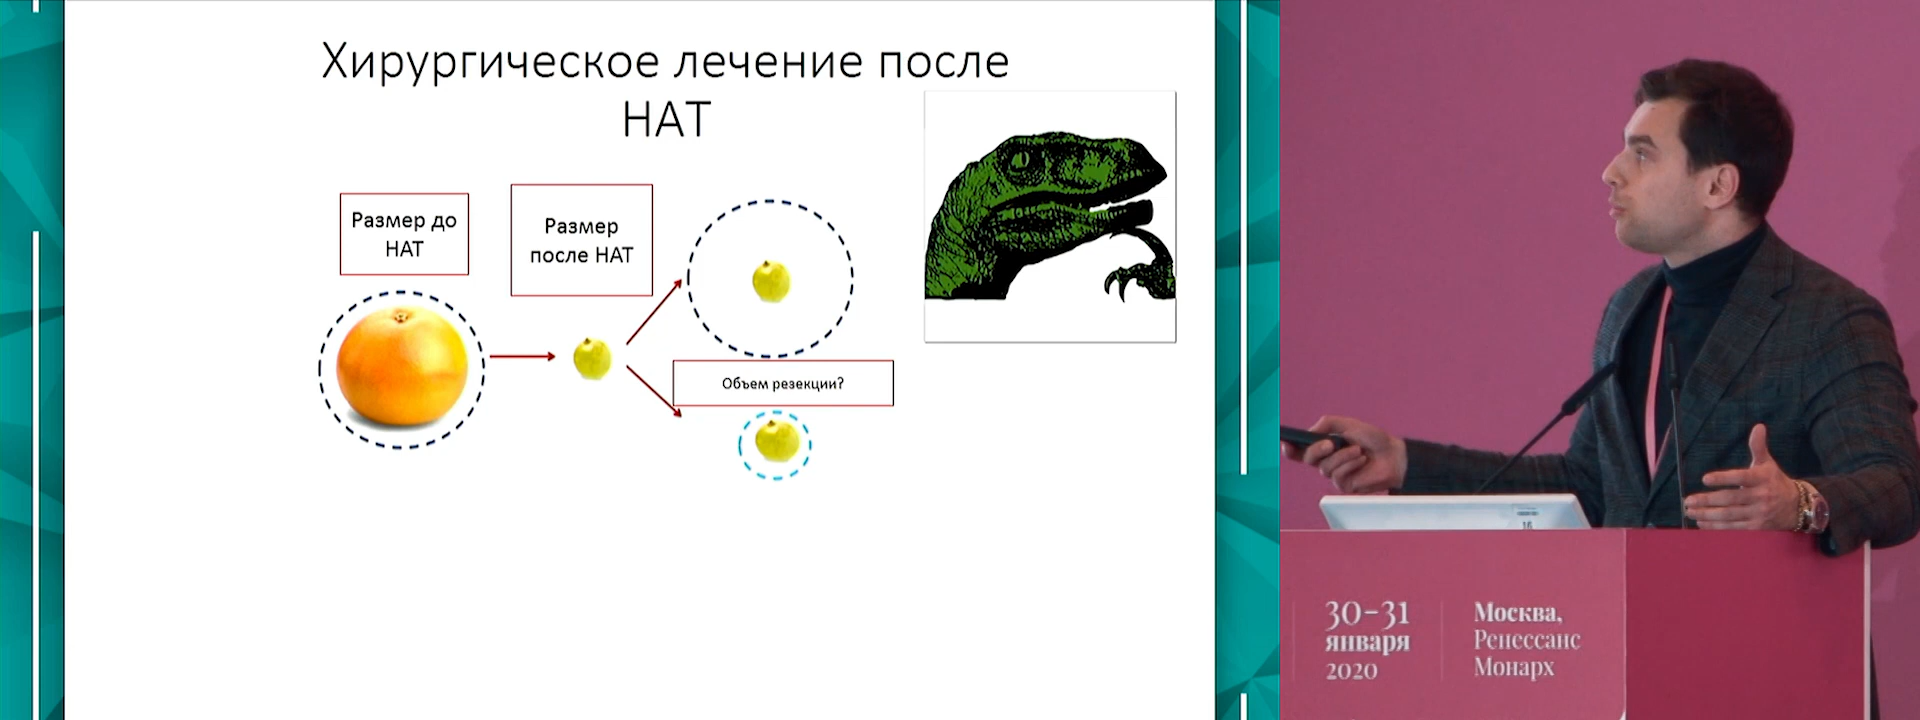 Хирургическое лечение после
НАТ
Размер до
НАТ
Размер
после НАТ
Объем резекции?
16
30-31
января
2020
Москва,
Ренессанс
Монарх